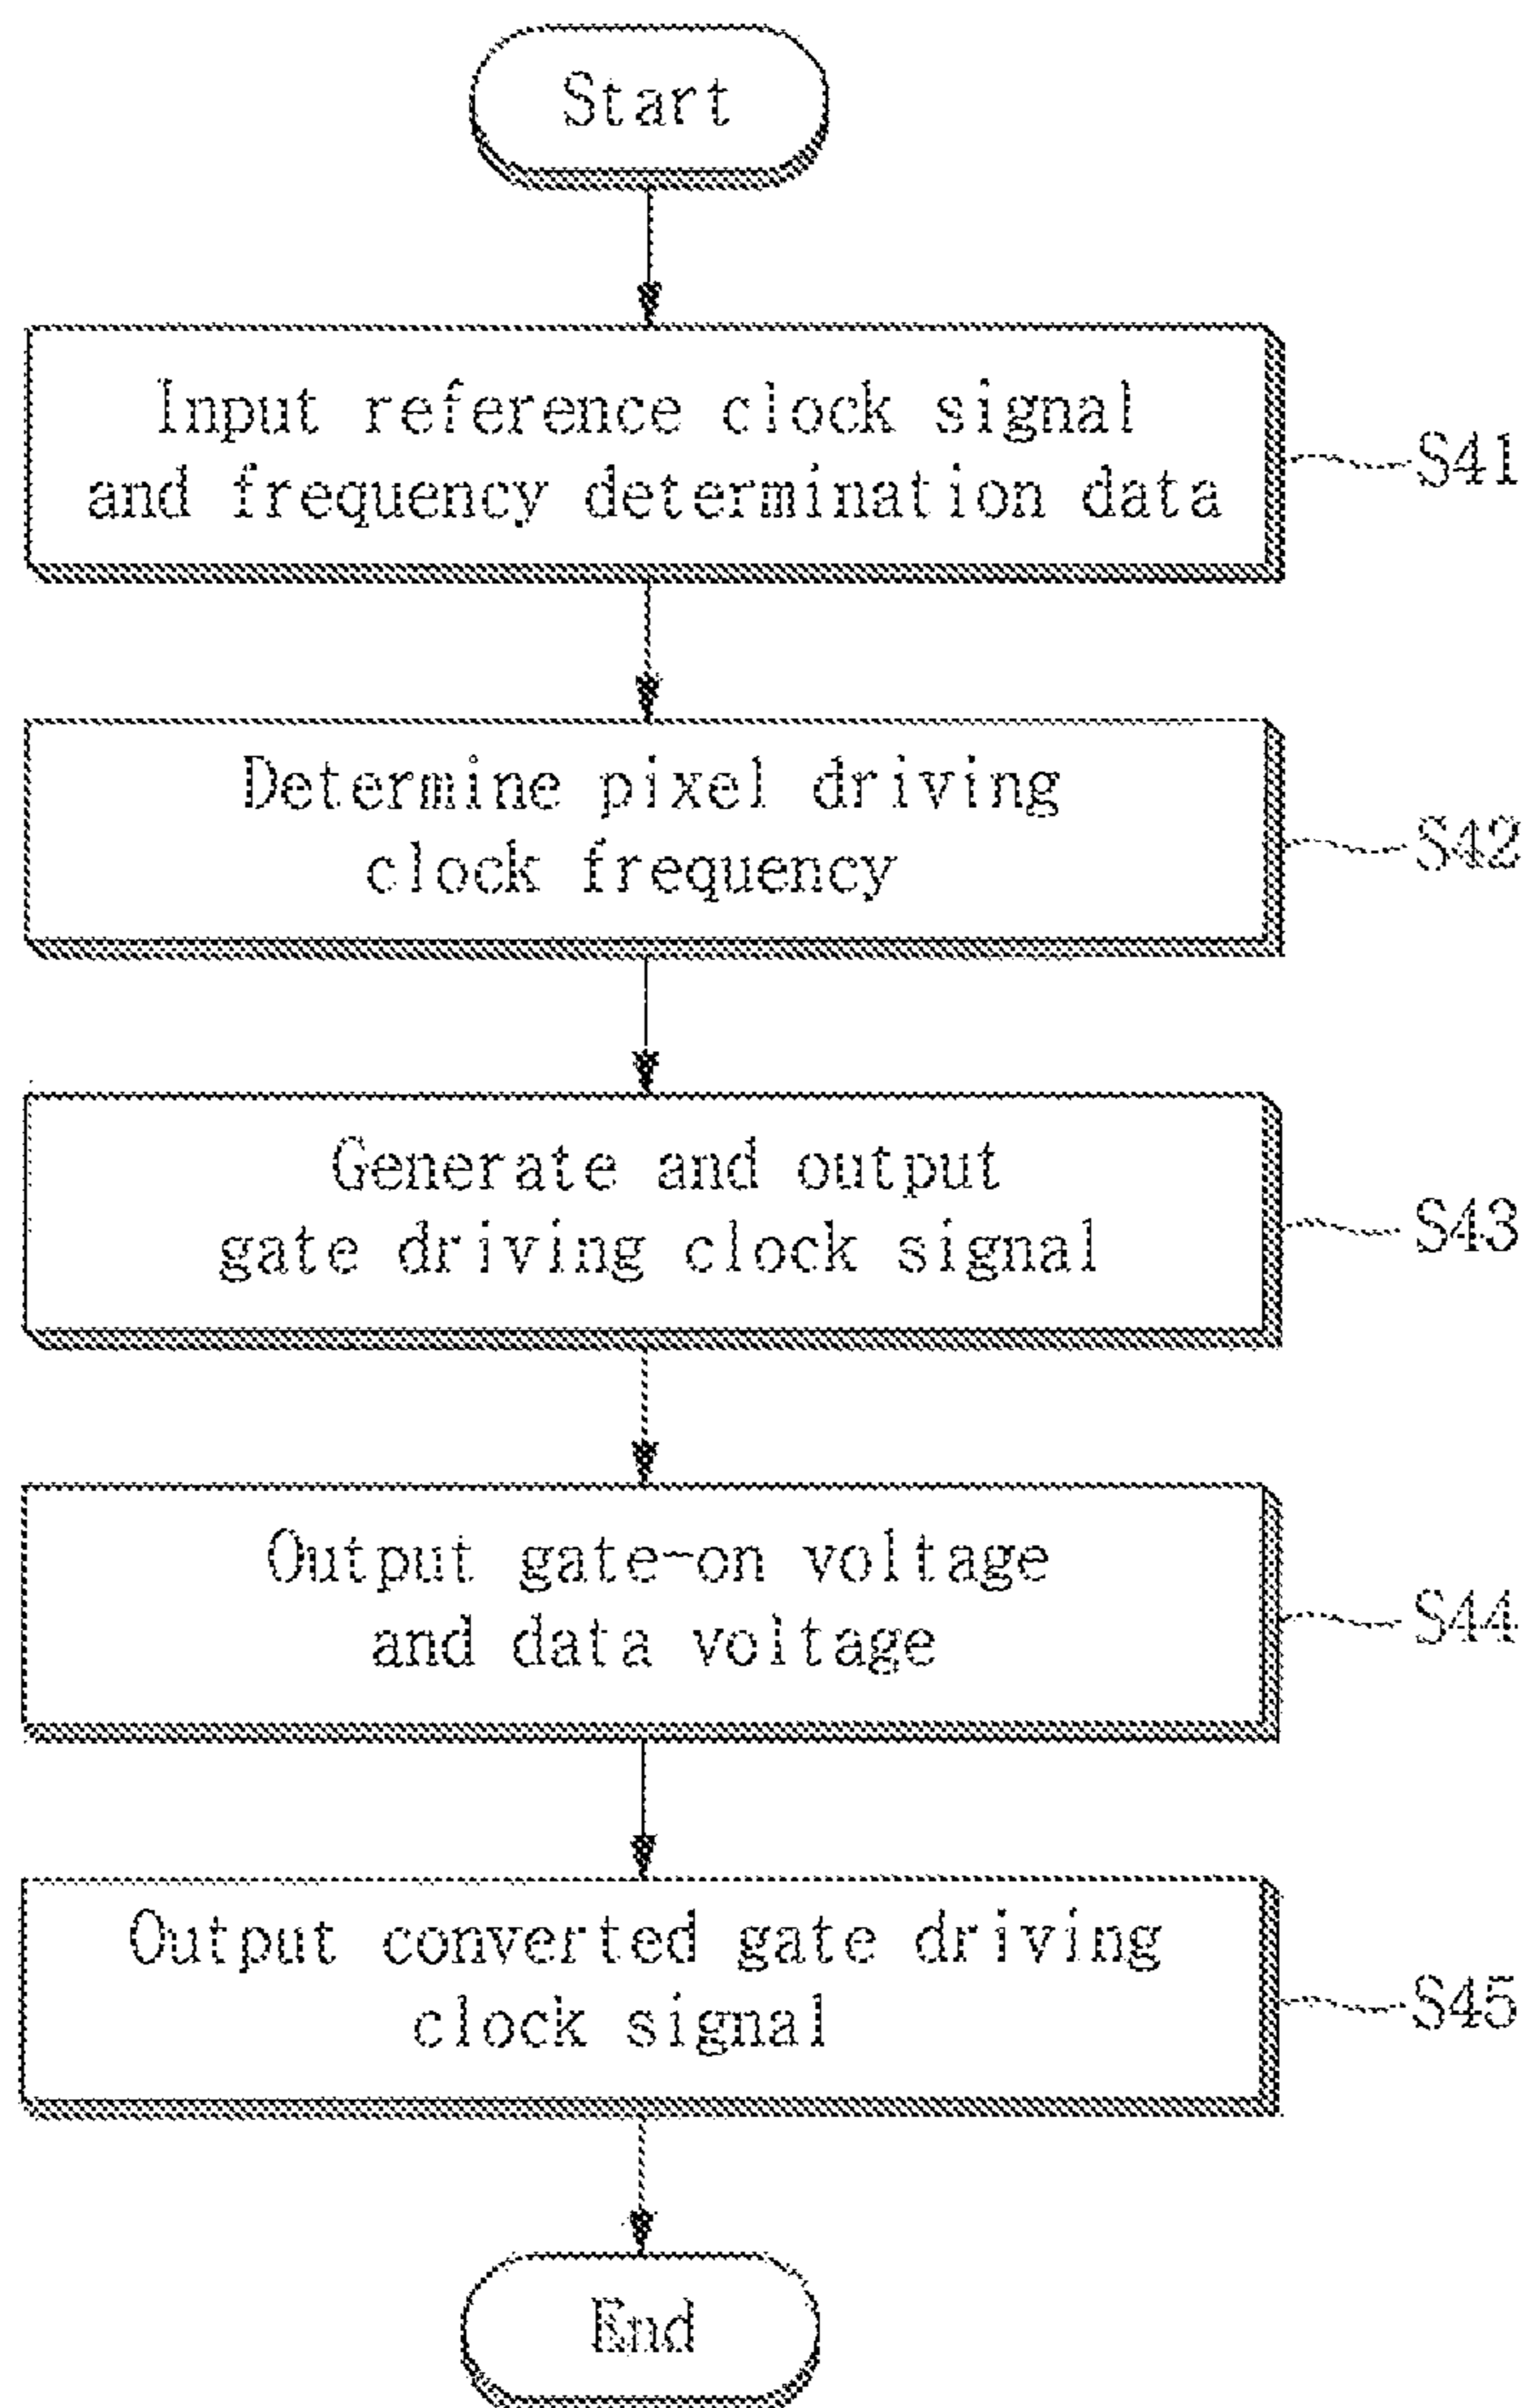 Start
Input reference clock signal
and frequency determination data
S41
Determine pixel driving
clock frequency
S42
Generate and output
gate driving clock signal
S43
Output gate-on voltage
and data voltage
S44
Output converted gate driving
clock signal
S45
End